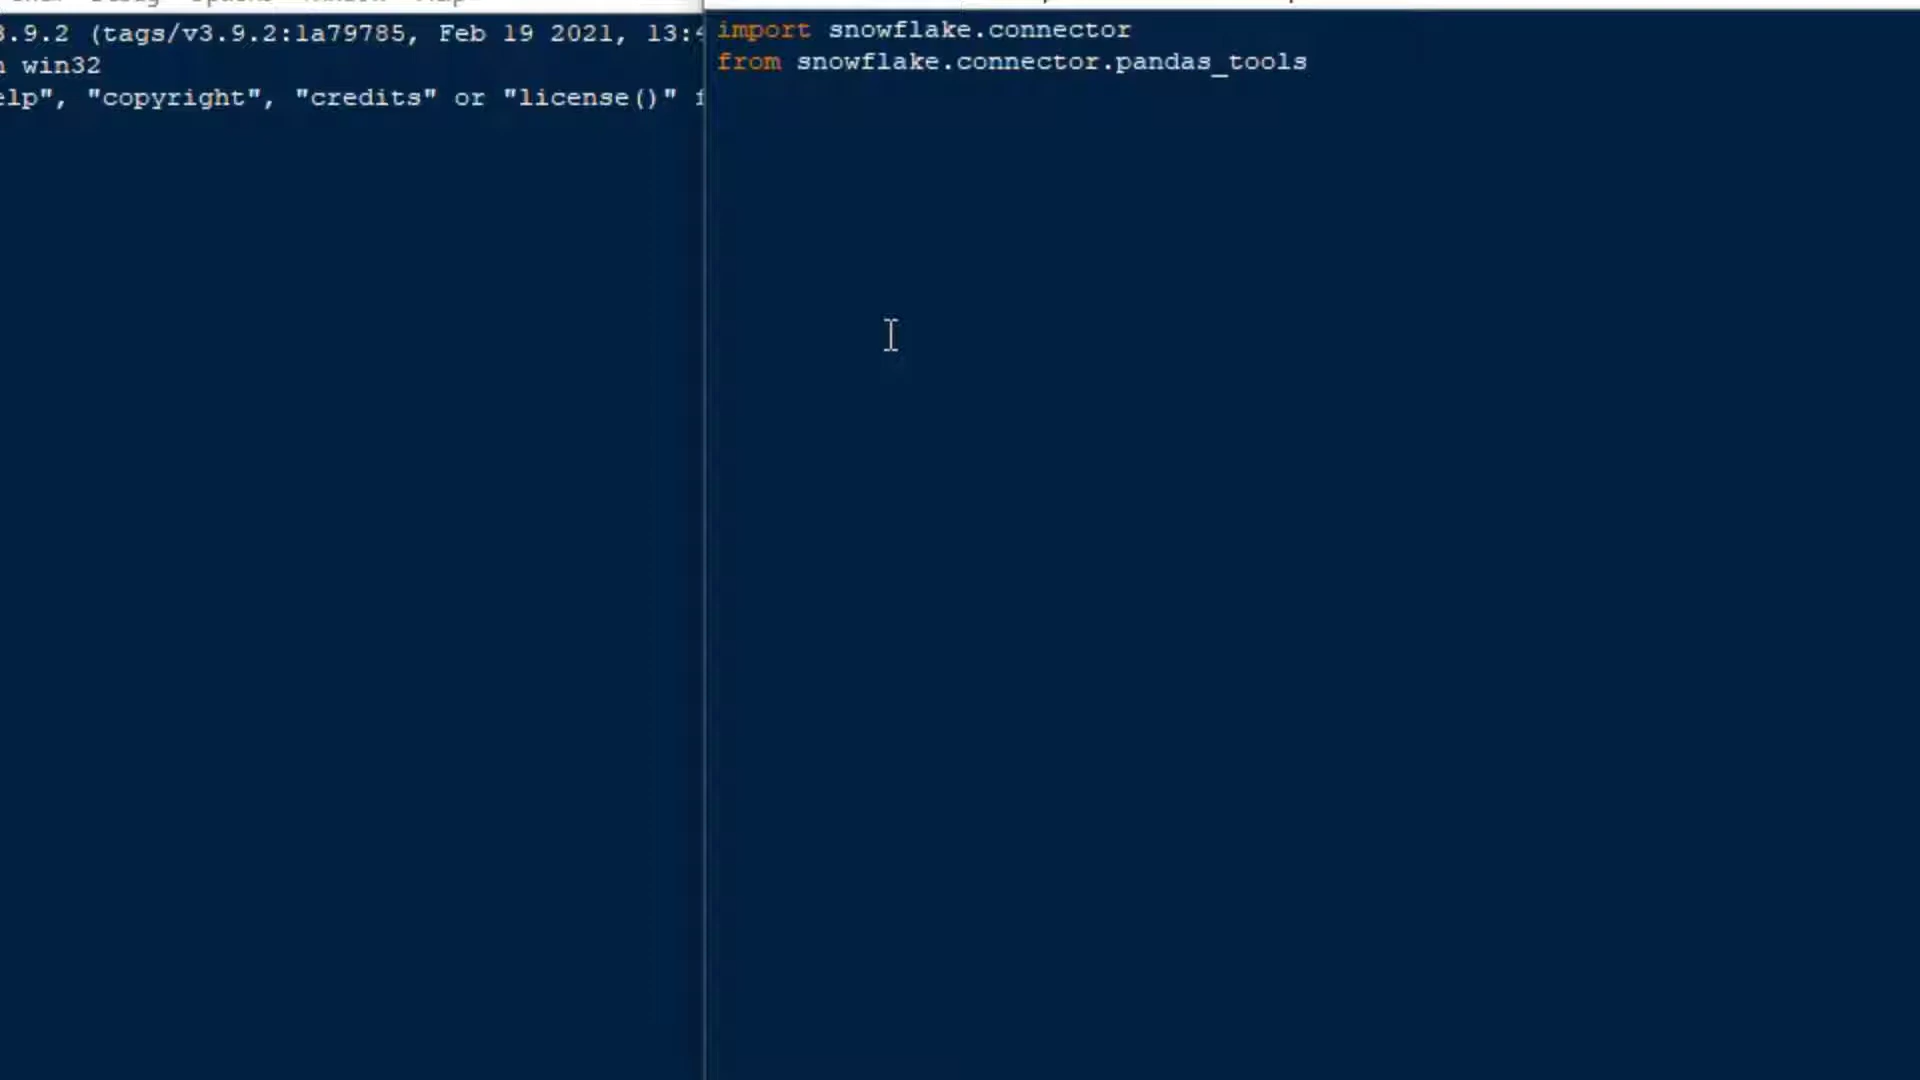 3.9.2 (tags/v3.9.2:1a79785, Feb 19 2021, 13:4
n win32
elp", "copyright", "credits" or "license()" f
import snowflake.connector
from snowflake.connector.pandas_tools